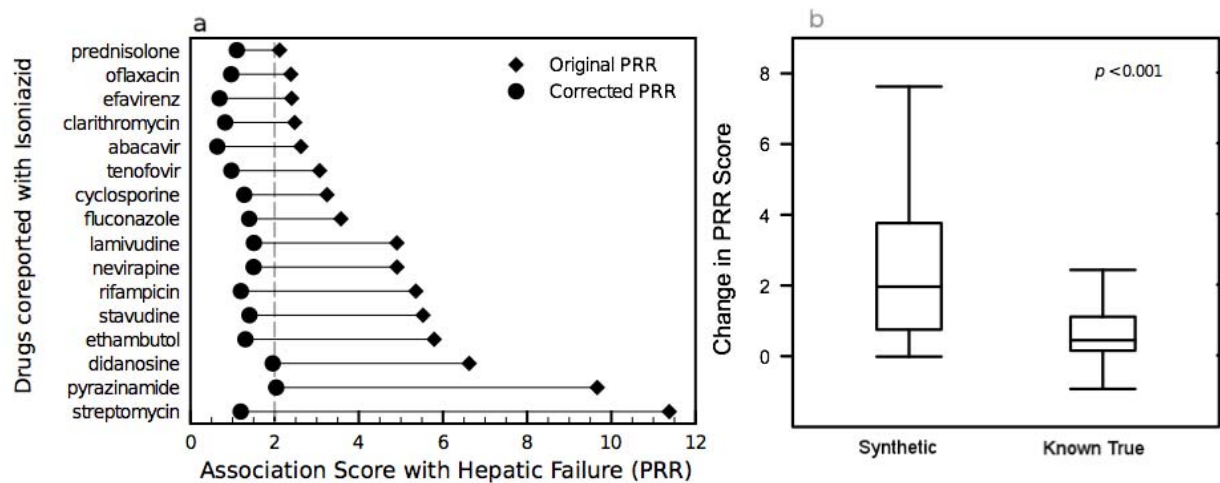 a
Drugs coreported with Isoniazid
prednisolone
oflaxacin
efavirenz
clarithromycin
abacavir
tenofovir
cyclosporine
fluconazole
lamivudine
nevirapine
rifampicin
stavudine
ethambutol
didanosine
pyrazinamide
streptomycin
Original PRR
Corrected PRR
0 2 4 6 8 10 12
Association Score with Hepatic Failure (PRR)
b
Change in PRR Score
8
6
4
2
0
p < 0.001
Synthetic Known True